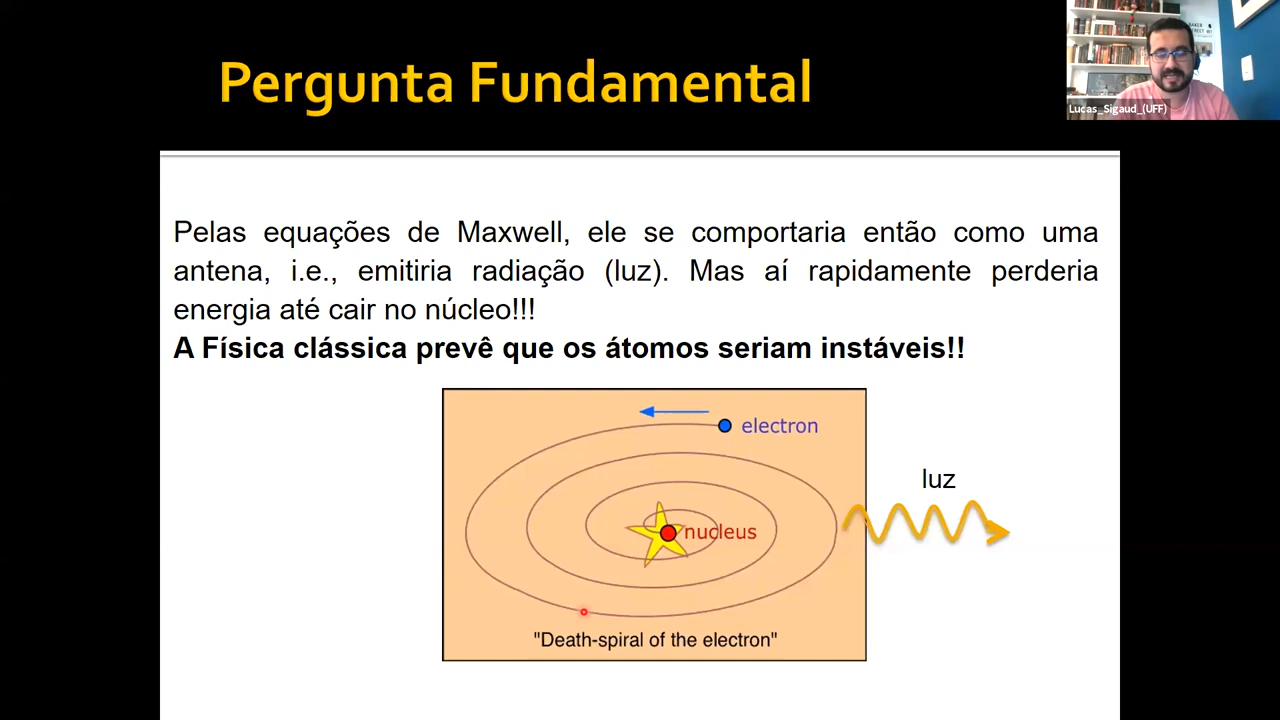 Pergunta Fundamental
Lucas_Sigaud_(UFF)
Pelas equações de Maxwell, ele se comportaria então como uma
antena, i.e., emitiria radiação (luz). Mas aí rapidamente perderia
energia até cair no núcleo!!!
A Física clássica prevê que os átomos seriam instáveis!!
electron
luz
nucleus
"Death-spiral of the electron"